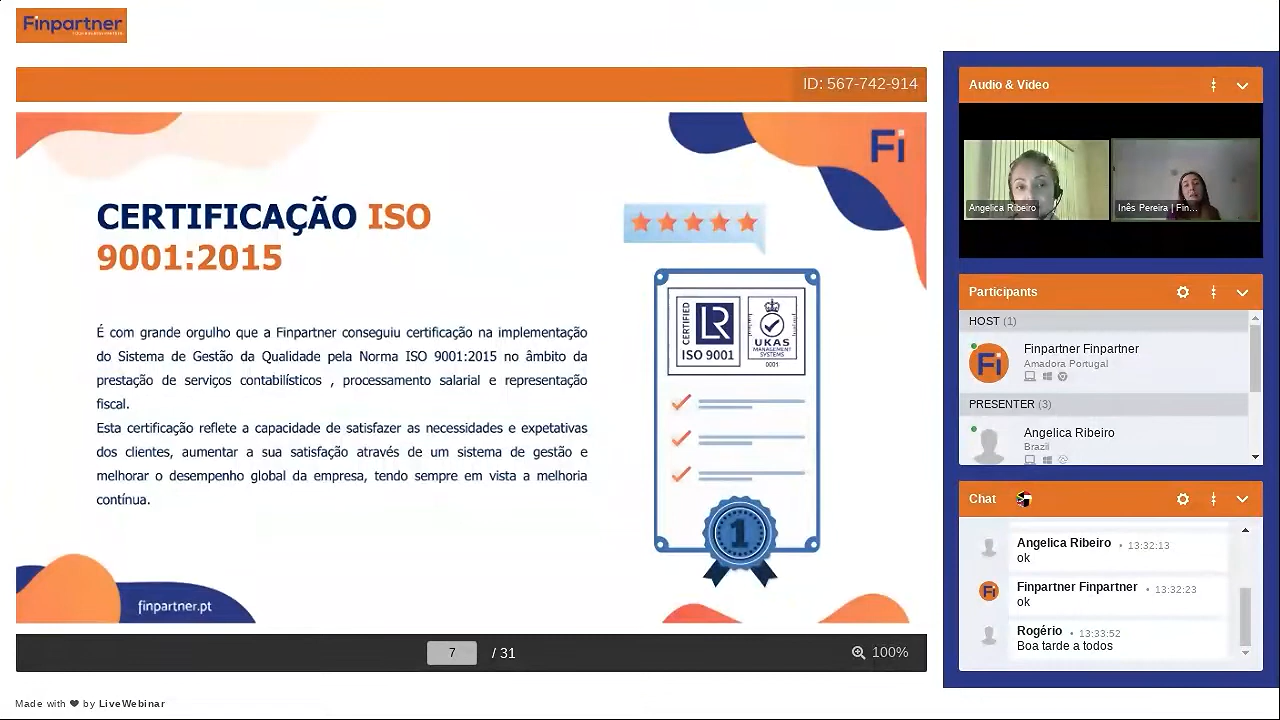 Finpartner
ID: 567-742-914
Fi
CERTIFICAÇÃO ISO
9001:2015
É com grande orgulho que a Finpartner conseguiu certificação na implementação
do Sistema de Gestão da Qualidade pela Norma ISO 9001:2015 no âmbito da
prestação de serviços contabilísticos , processamento salarial e representação
fiscal.
Esta certificação reflete a capacidade de satisfazer as necessidades e expetativas
dos clientes, aumentar a sua satisfação através de um sistema de gestão e
melhorar o desempenho global da empresa, tendo sempre em vista a melhoria
contínua.
CERTIFIED
LR
ISO 9001
UKAS
MANAGEMENT
SYSTEMS
0001
1
finpartner.pt
7 / 31
100%
Made with by LiveWebinar
Audio & Video
Angelica Ribeiro
Inês Pereira | Fin...
Participants
HOST (1)
Finpartner Finpartner
Amadora Portugal
Fi
PRESENTER (3)
Angelica Ribeiro
Brazil
Chat
Angelica Ribeiro • 13:32:13
ok
Finpartner Finpartner • 13:32:23
Fi
ok
Rogério • 13:33:52
Boa tarde a todos